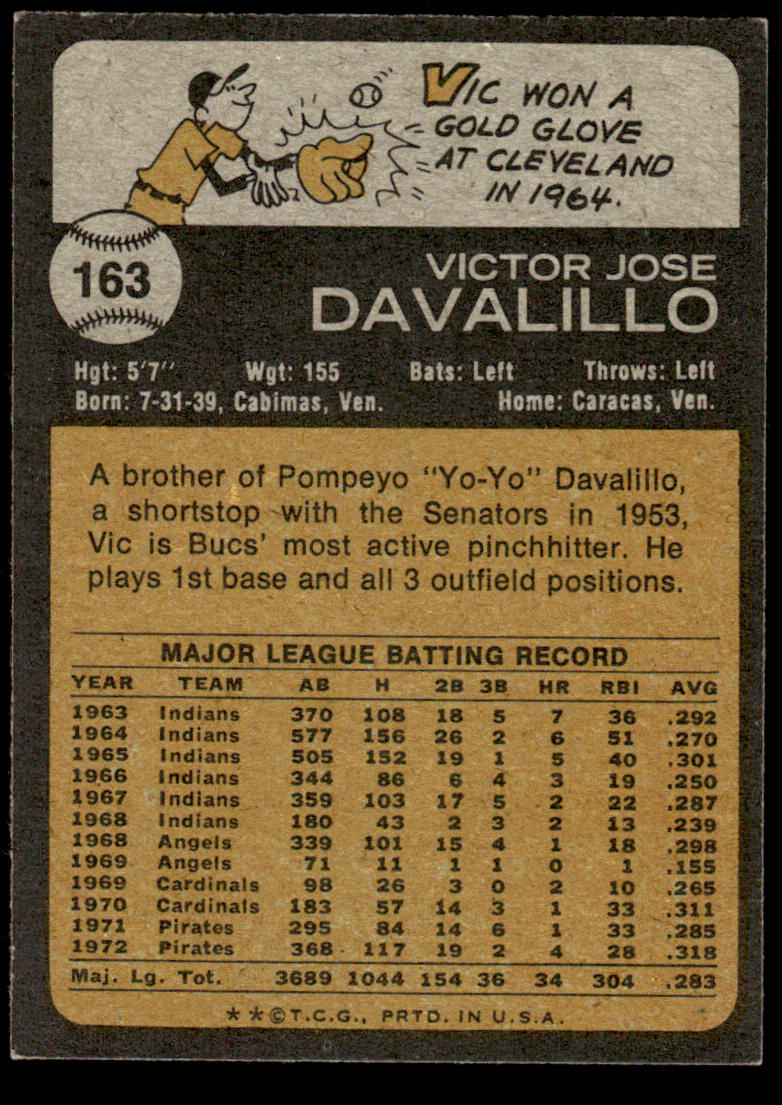 VIC WON A
GOLD GLOVE
AT CLEVELAND
IN 1964.
163
VICTOR JOSE
DAVALILLO
Hgt: 5'7" Wgt: 155 Bats: Left Throws: Left
Born: 7-31-39, Cabimas, Ven. Home: Caracas, Ven.
A brother of Pompeyo "Yo-Yo" Davalillo,
a shortstop with the Senators in 1953,
Vic is Bucs' most active pinchhitter. He
plays 1st base and all 3 outfield positions.
MAJOR LEAGUE BATTING RECORD
YEAR TEAM AB H 2B 3B HR RBI AVG
1963 Indians 370 108 18 5 7 36 .292
1964 Indians 577 156 26 2 6 51 .270
1965 Indians 505 152 19 1 5 40 .301
1966 Indians 344 86 6 4 3 19 .250
1967 Indians 359 103 17 5 2 22 .287
1968 Indians 180 43 2 3 2 13 .239
1968 Angels 339 101 15 4 1 18 .298
1969 Angels 71 11 1 1 0 1 .155
1969 Cardinals 98 26 3 0 2 10 .265
1970 Cardinals 183 57 14 3 1 33 .311
1971 Pirates 295 84 14 6 1 33 .285
1972 Pirates 368 117 19 2 4 28 .318
Maj. Lg. Tot. 3689 1044 154 36 34 304 .283
**©T.C.G., PRTD. IN U.S.A.